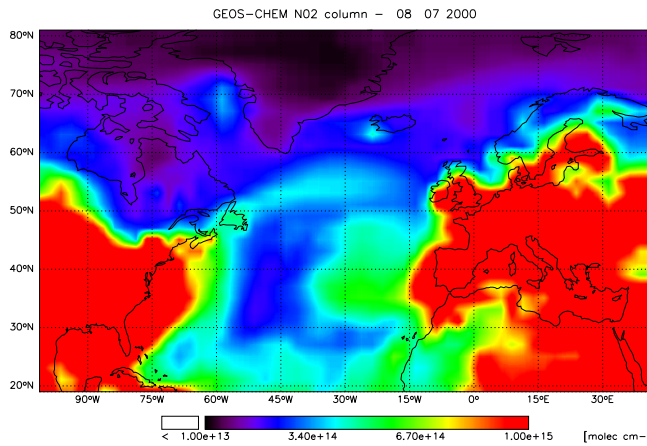 GEOS-CHEM NO2 column - 08 07 2000
80°N
70°N
60°N
50°N
40°N
30°N
20°N
90°W 75°W 60°W 45°W 30°W 15°W 0°E 15°E 30°E
< 1.00e+13 3.40e+14 6.70e+14 1.00e+15 [molec cm-